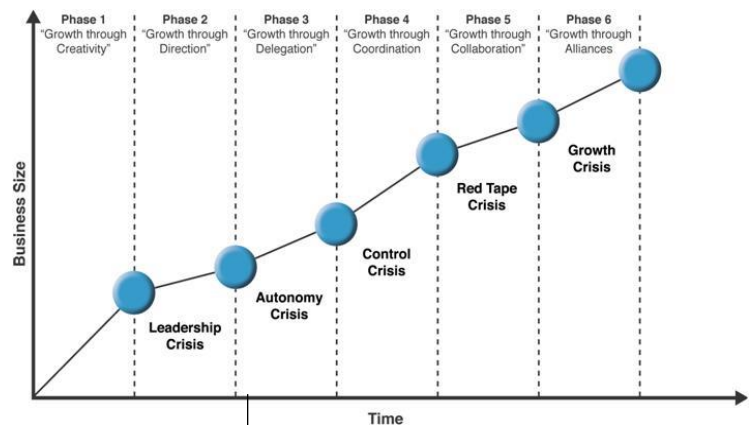 Phase 1
"Growth through
Creativity"
Phase 2
"Growth through
Direction"
Phase 3
"Growth through
Delegation"
Phase 4
"Growth through
Coordination
Phase 5
"Growth through
Collaboration"
Phase 6
"Growth through
Alliances
Business Size
Leadership
Crisis
Autonomy
Crisis
Control
Crisis
Red Tape
Crisis
Growth
Crisis
Time